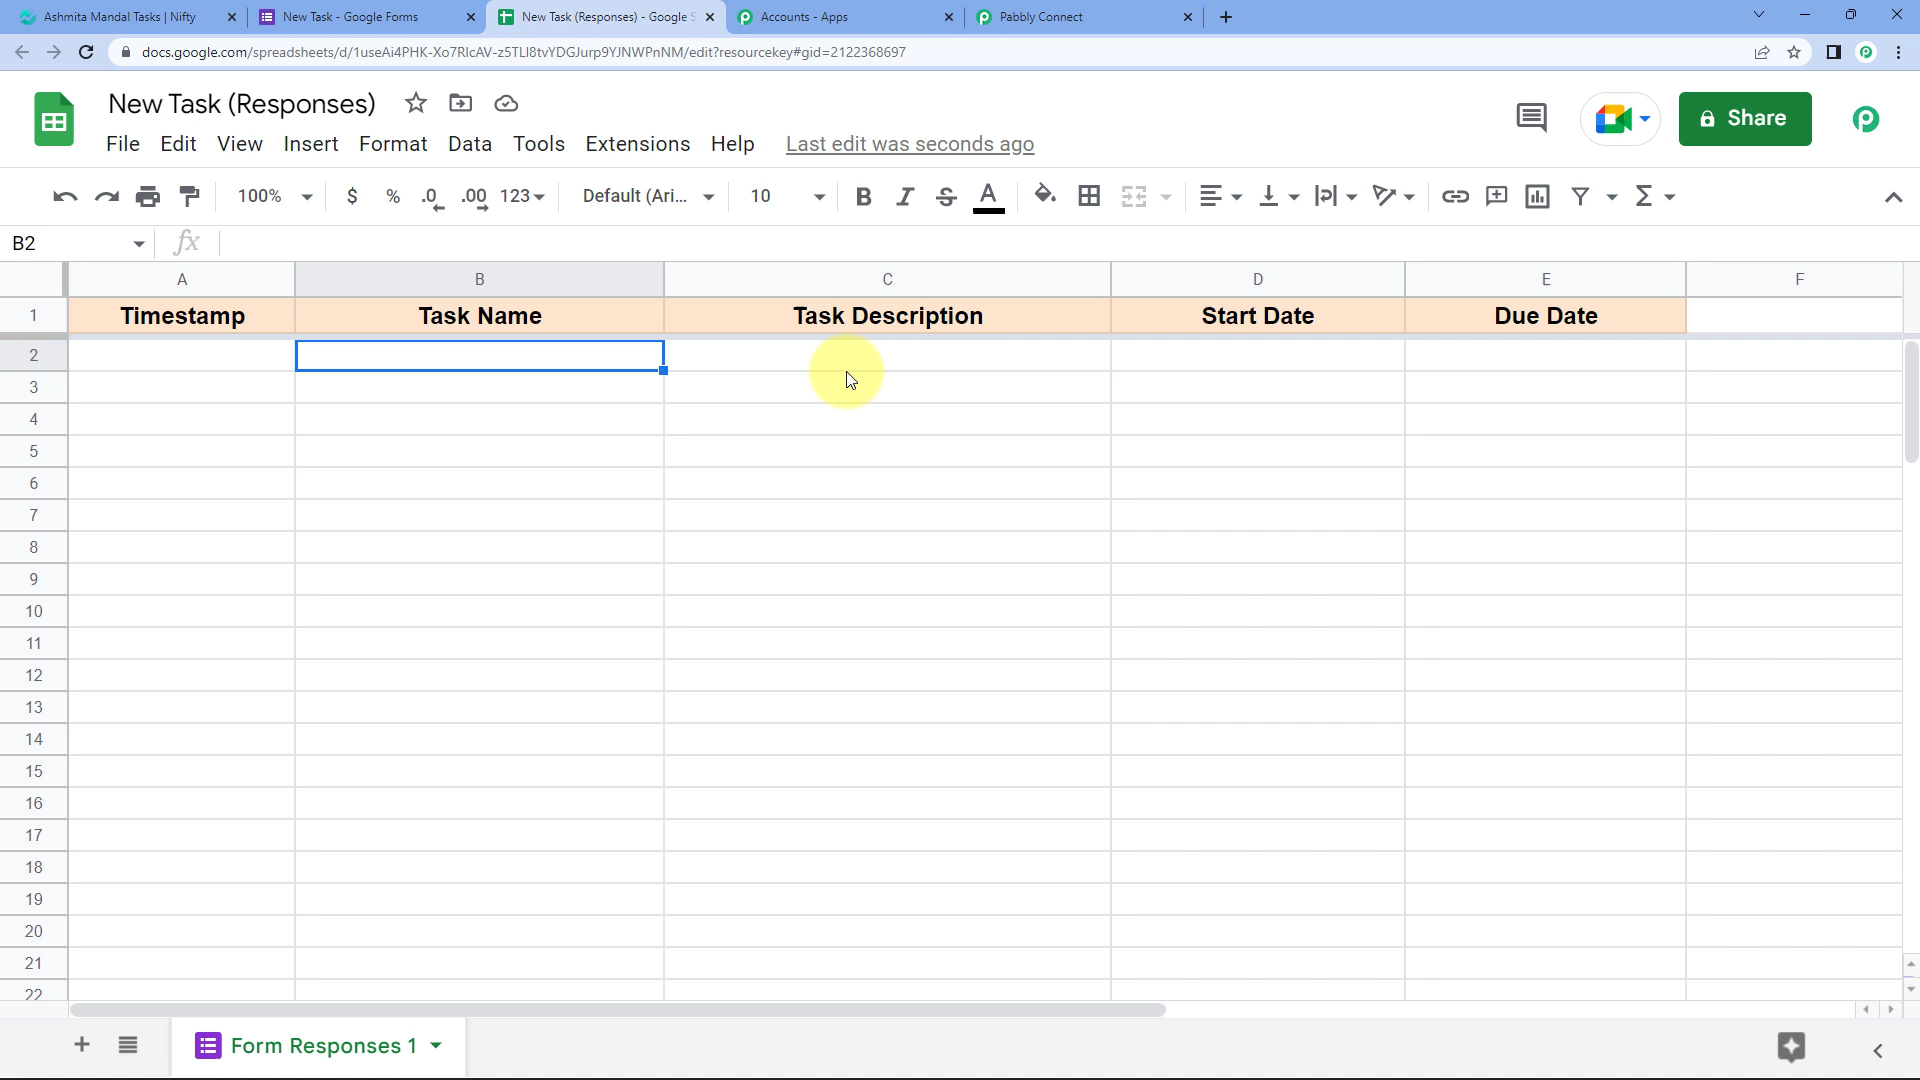 Ashmita Mandal Tasks | Nifty
New Task - Google Forms
New Task (Responses) - Google S
Accounts - Apps
Pabbly Connect
docs.google.com/spreadsheets/d/1useAi4PHK-Xo7RlcAV-z5TLI8tvYDGJurp9YJNWPnNM/edit?resourcekey#gid=2122368697
New Task (Responses)
File Edit View Insert Format Data Tools Extensions Help Last edit was seconds ago
Share
100% $ % .0 .00 123 Default (Ari... 10 B I S A
B2 fx
A B C D E F
1 Timestamp Task Name Task Description Start Date Due Date
2
3
4
5
6
7
8
9
10
11
12
13
14
15
16
17
18
19
20
21
22
Form Responses 1